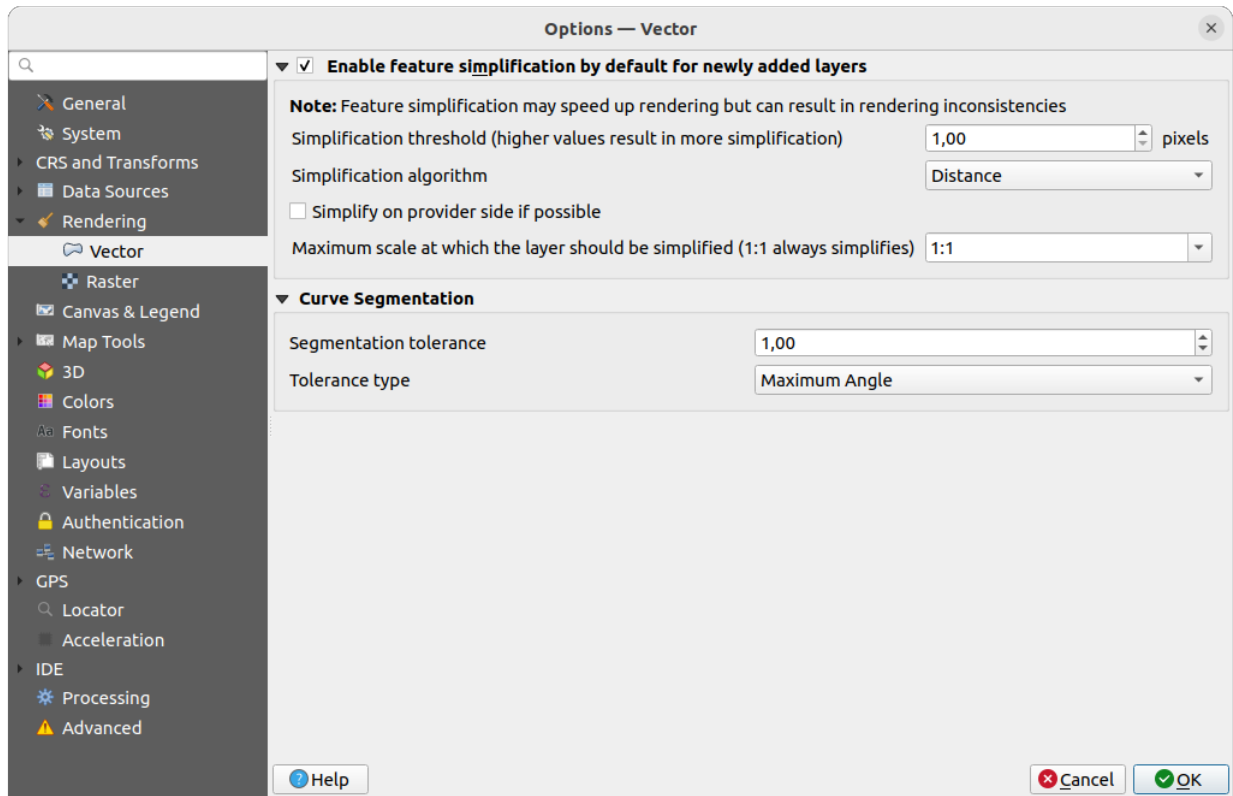 Options — Vector
General
System
CRS and Transforms
Data Sources
Rendering
Vector
Raster
Canvas & Legend
Map Tools
3D
Colors
Aa Fonts
Layouts
ε Variables
Authentication
Network
GPS
Locator
Acceleration
IDE
Processing
Advanced
Enable feature simplification by default for newly added layers
Note: Feature simplification may speed up rendering but can result in rendering inconsistencies
Simplification threshold (higher values result in more simplification) 1,00 pixels
Simplification algorithm Distance
Simplify on provider side if possible
Maximum scale at which the layer should be simplified (1:1 always simplifies) 1:1
Curve Segmentation
Segmentation tolerance 1,00
Tolerance type Maximum Angle
? Help
Cancel
OK